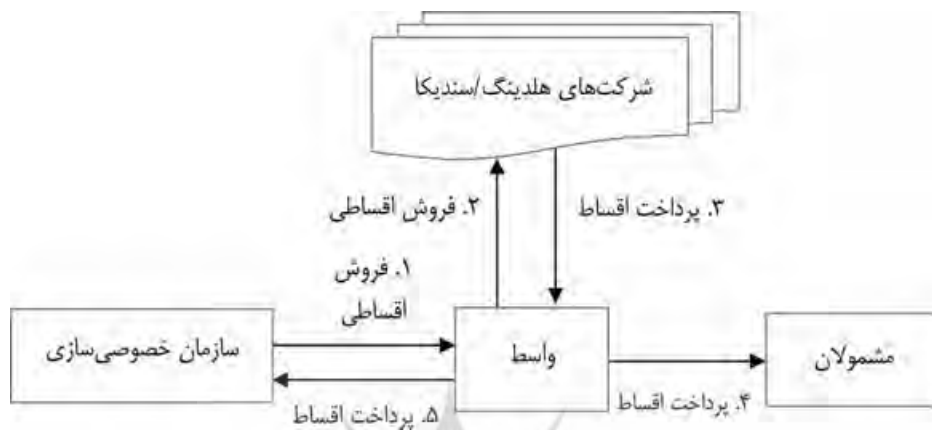 شرکت‌های هلدینگ/سندیکا
۲. فروش اقساطی
۳. پرداخت اقساط
۱. فروش
اقساطی
سازمان خصوصی‌سازی
واسط
مشمولان
۵. پرداخت اقساط
۴. پرداخت اقساط